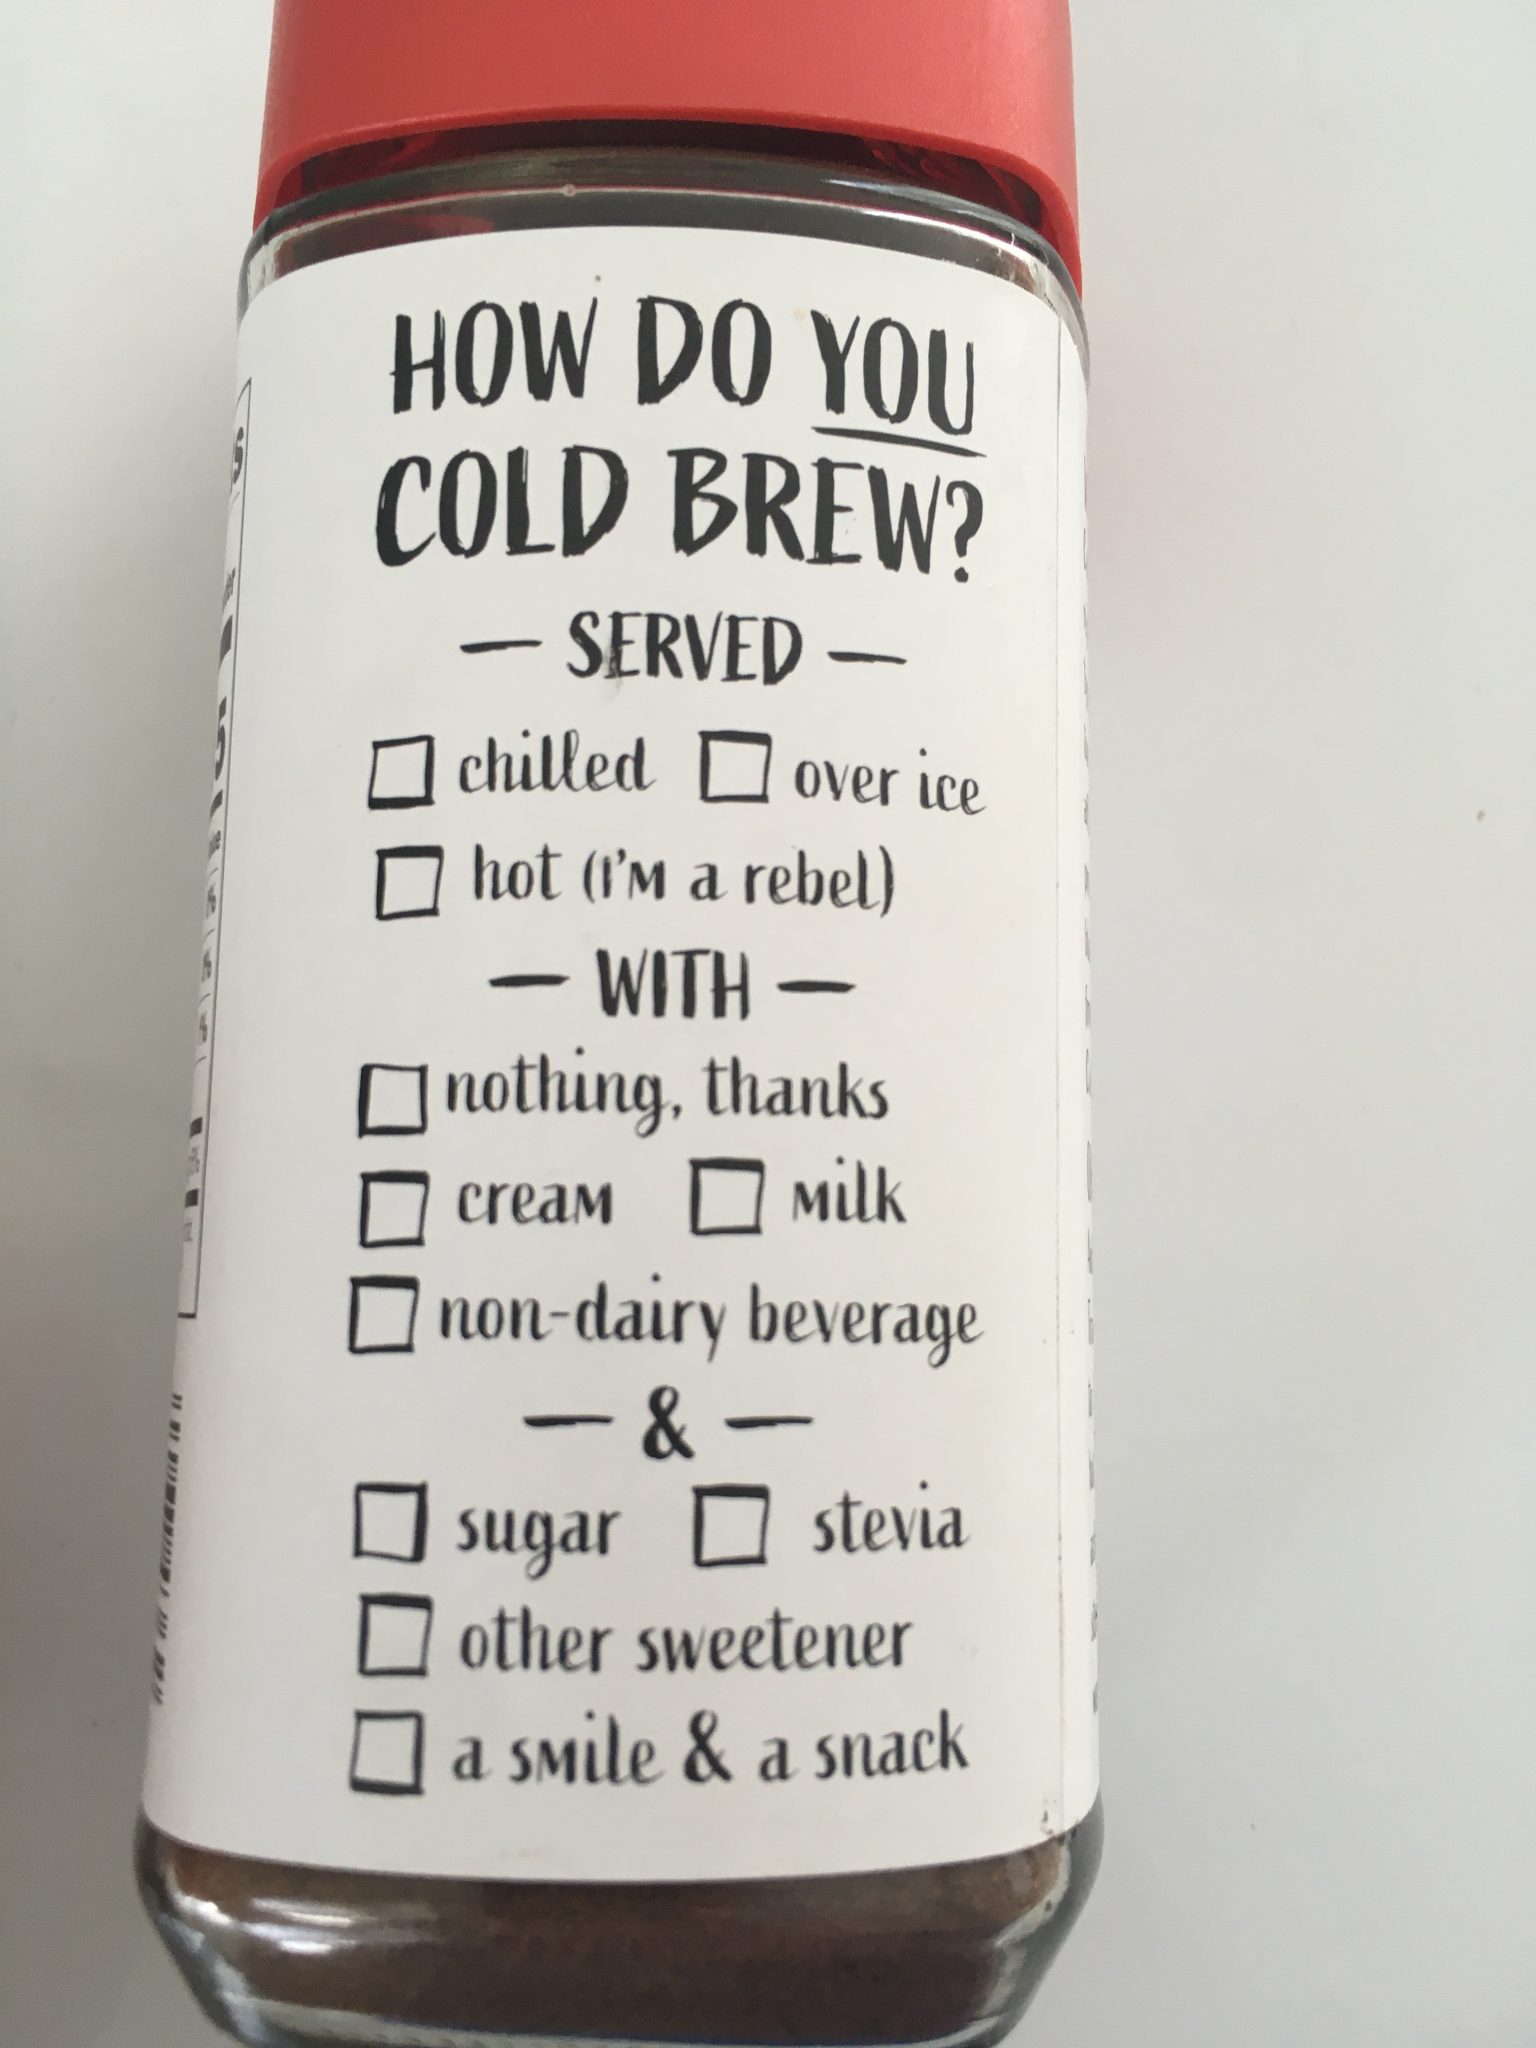 HOW DO YOU
COLD BREW?
— SERVED —
chilled over ice
hot (I'M a rebel)
— WITH —
nothing, thanks
cream milk
non-dairy beverage
— & —
sugar stevia
other sweetener
a smile & a snack